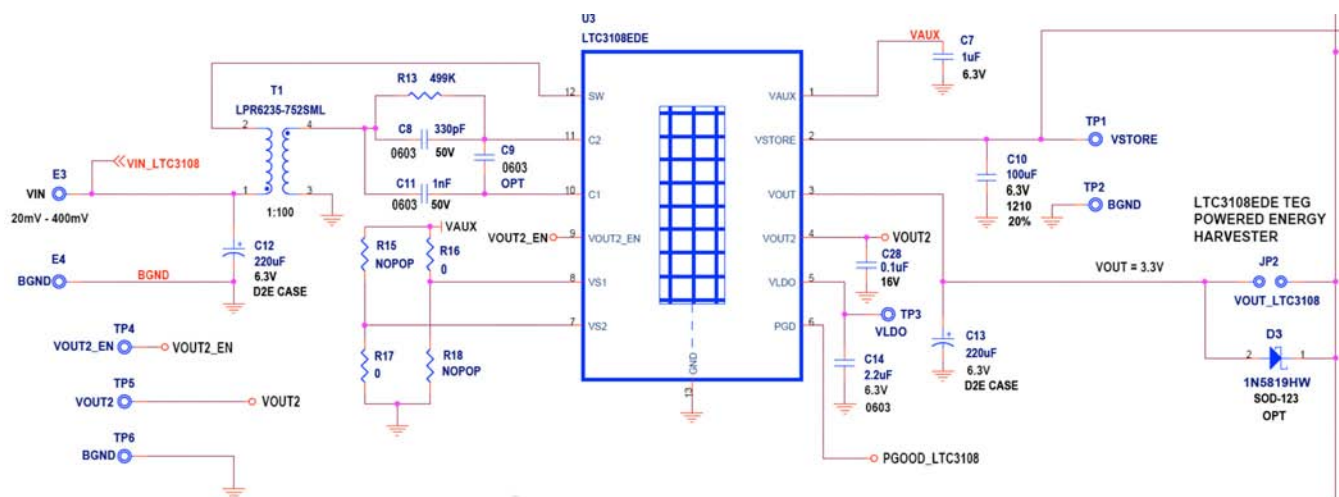 U3
LTC3108EDE
VAUX
C7
1uF
6.3V
R13 499K
T1
LPR6235-752SML
2
4
1
3
1:100
12 SW
VAUX 1
C8 330pF
0603 50V
11 C2
VSTORE 2
TP1
VSTORE
C9
0603
OPT
VIN_LTC3108
E3
VIN
20mV - 400mV
C11 1nF
0603 50V
10 C1
VOUT 3
C10
100uF
6.3V
1210
20%
TP2
BGND
LTC3108EDE TEG
POWERED ENERGY
HARVESTER
VAUX
VOUT2_EN
9 VOUT2_EN
VOUT2 4
VOUT2
C12
220uF
6.3V
D2E CASE
R15
NOPOP
R16
0
C28
0.1uF
16V
VOUT = 3.3V
JP2
VOUT_LTC3108
E4
BGND
BGND
8 VS1
VLDO 5
TP3
VLDO
7 VS2
PGD 6
TP4
VOUT2_EN
VOUT2_EN
R17
0
R18
NOPOP
GND
13
C14
2.2uF
6.3V
0603
C13
220uF
6.3V
D2E CASE
D3
2
1
1N5819HW
SOD-123
OPT
TP5
VOUT2
VOUT2
TP6
BGND
PGOOD_LTC3108